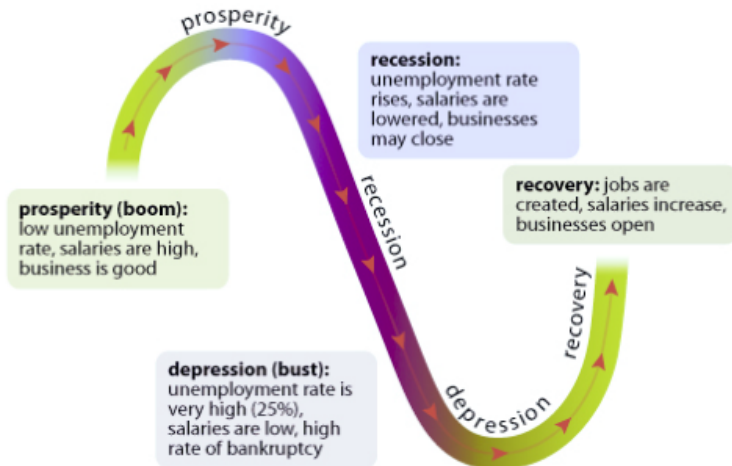 prosperity
recession:
unemployment rate
rises, salaries are
lowered, businesses
may close
recession
recovery: jobs are
created, salaries increase,
businesses open
prosperity (boom):
low unemployment
rate, salaries are high,
business is good
recovery
depression (bust):
unemployment rate is
very high (25%),
salaries are low, high
rate of bankruptcy
depression